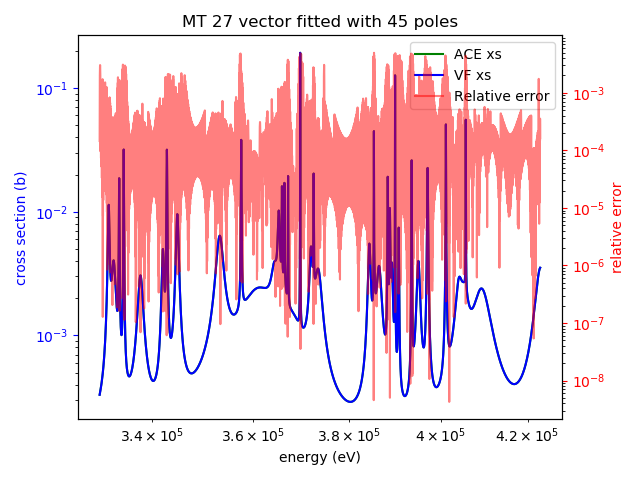 MT 27 vector fitted with 45 poles
ACE xs
VF xs
Relative error
cross section (b)
10⁻¹
10⁻²
10⁻³
relative error
10⁻³
10⁻⁴
10⁻⁵
10⁻⁶
10⁻⁷
10⁻⁸
3.4 × 10⁵ 3.6 × 10⁵ 3.8 × 10⁵ 4 × 10⁵ 4.2 × 10⁵
energy (eV)